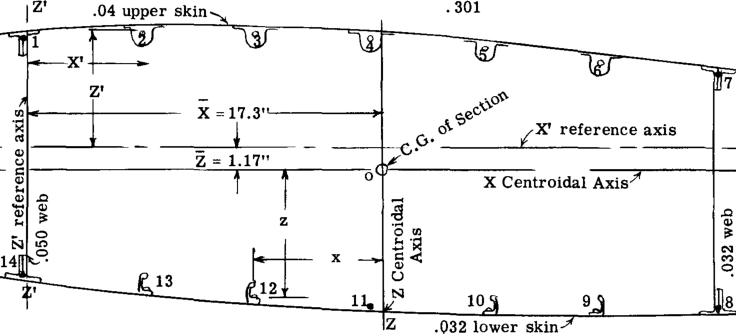 Z'
.04 upper skin
.301
1
2
3
4
5
6
7
X'
Z'
X̄ = 17.3"
Z' reference axis
C.G. of Section
X' reference axis
Z̄ = 1.17"
O
X Centroidal Axis
.050 web
z
x
Z Centroidal Axis
.032 web
14
13
12
11
10
9
8
Z'
Z
.032 lower skin